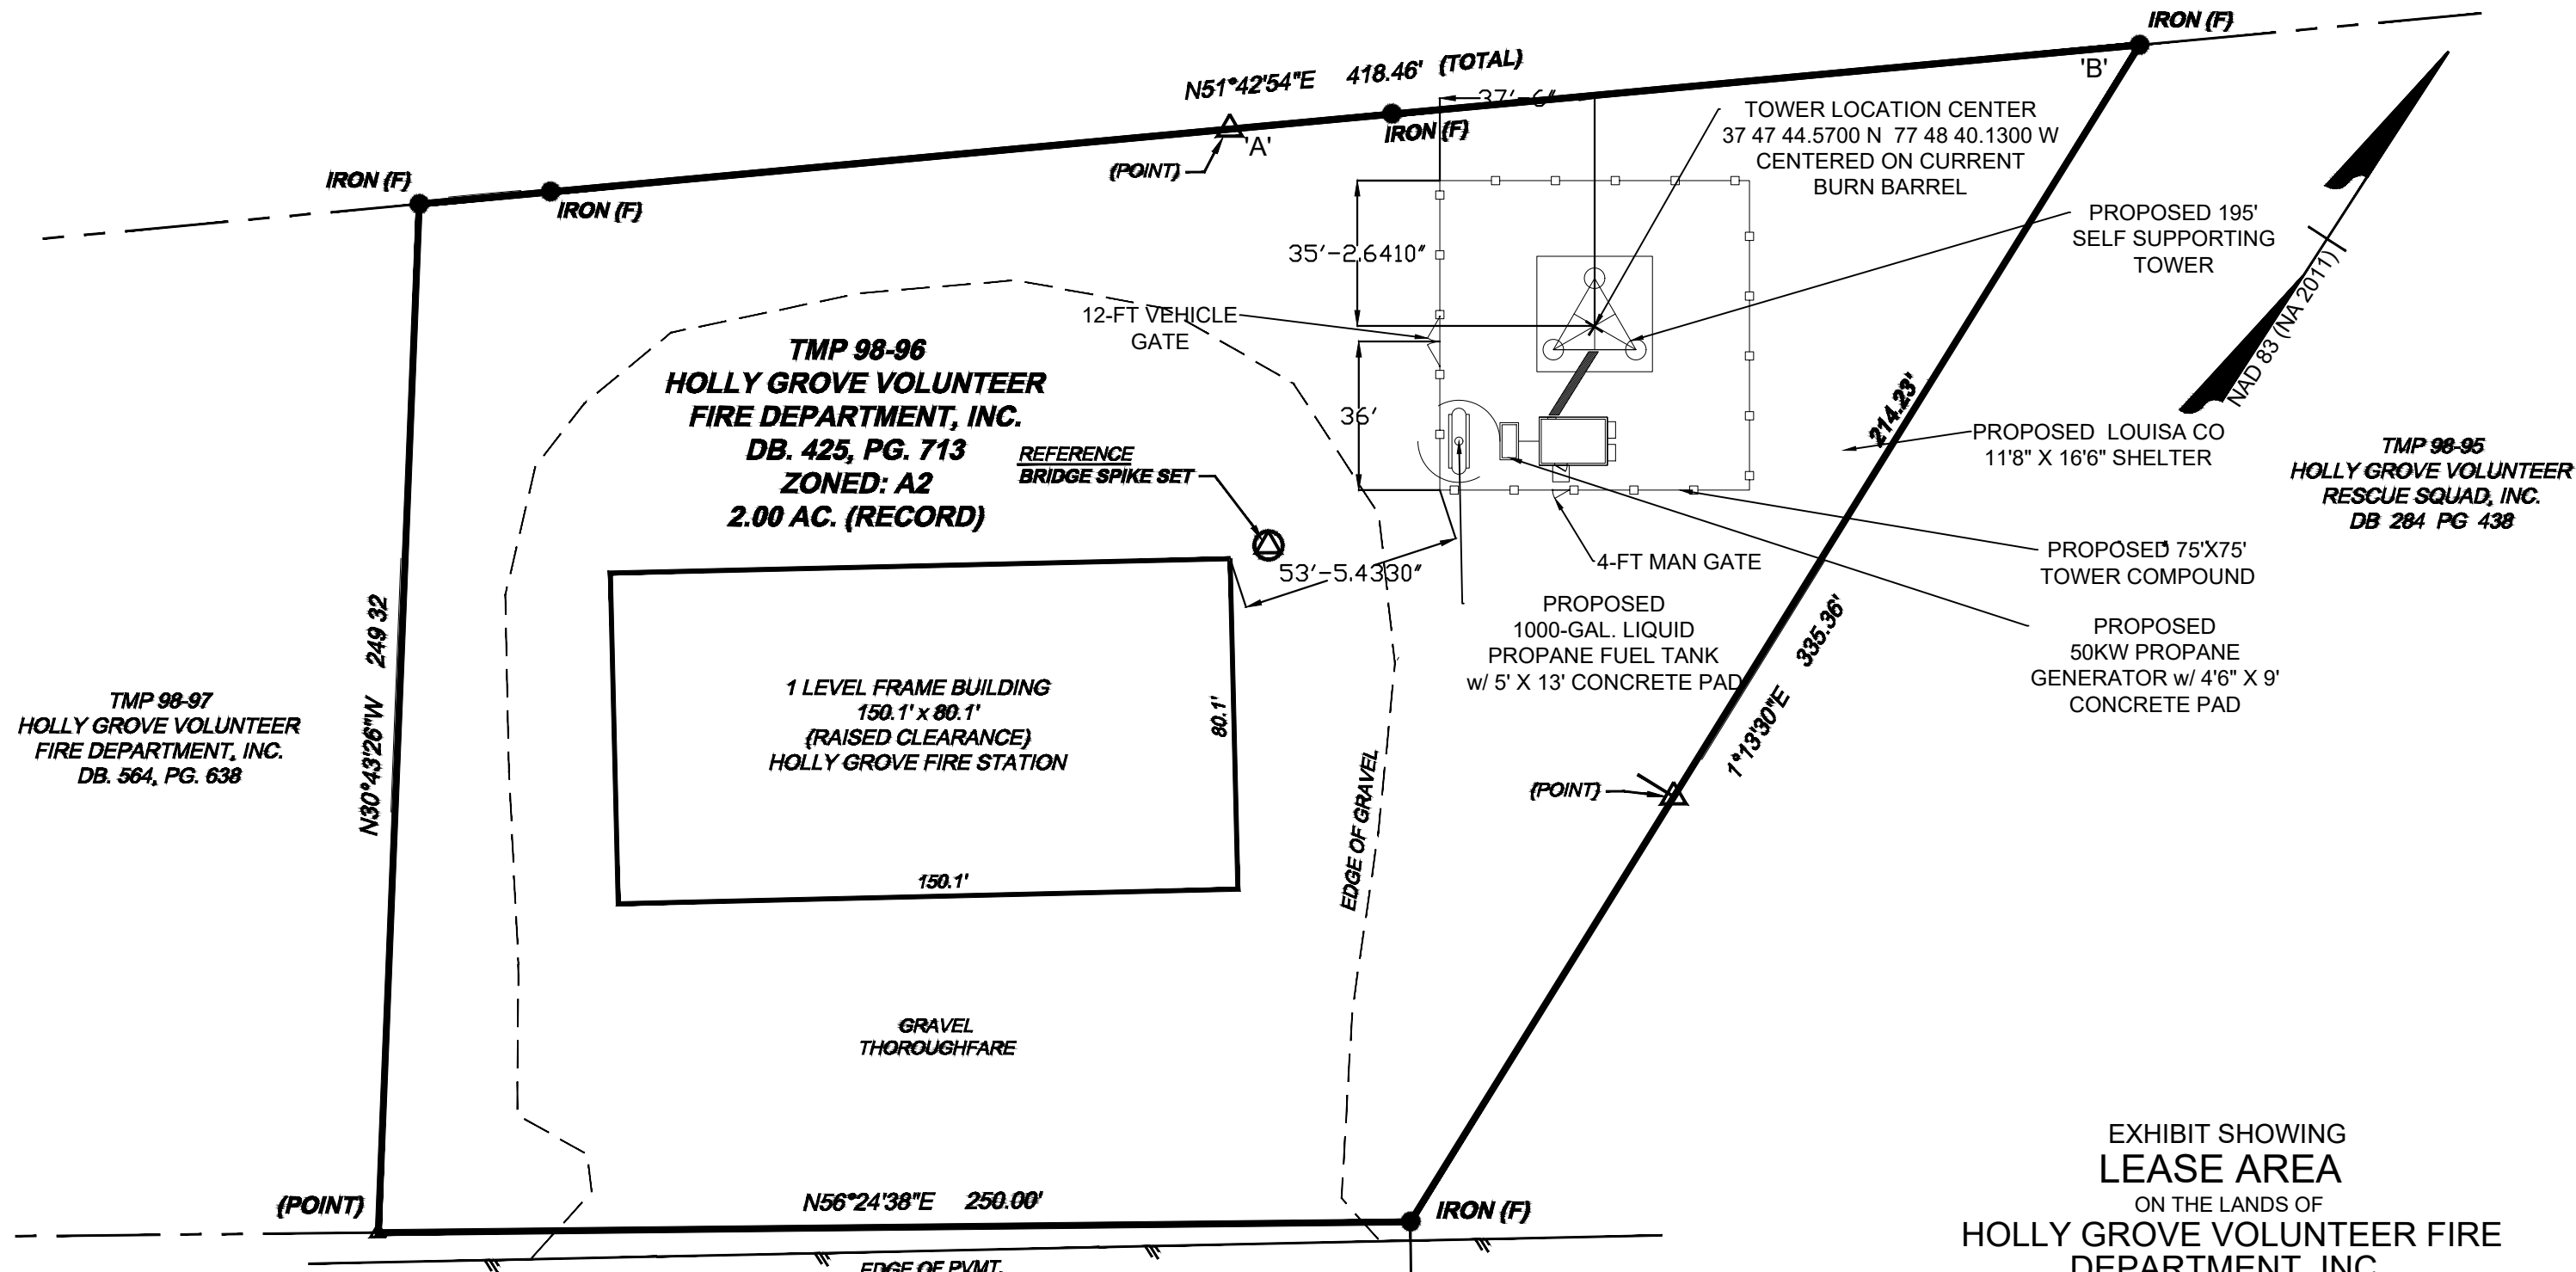 IRON (F)
N51°42'54"E 418.46' (TOTAL)
'B'
37'-6"
TOWER LOCATION CENTER
37 47 44.5700 N 77 48 40.1300 W
CENTERED ON CURRENT
BURN BARREL
IRON (F)
'A'
(POINT)
IRON (F)
IRON (F)
PROPOSED 195'
SELF SUPPORTING
TOWER
35'-2.6410"
NAD 83 (NA 2011)
12-FT VEHICLE
GATE
TMP 98-96
HOLLY GROVE VOLUNTEER
FIRE DEPARTMENT, INC.
DB. 425, PG. 713
ZONED: A2
2.00 AC. (RECORD)
36'
214.23'
REFERENCE
BRIDGE SPIKE SET
PROPOSED LOUISA CO
11'8" X 16'6" SHELTER
TMP 98-95
HOLLY GROVE VOLUNTEER
RESCUE SQUAD, INC.
DB 284 PG 438
53'-5.4330"
4-FT MAN GATE
PROPOSED 75'X75'
TOWER COMPOUND
PROPOSED
1000-GAL. LIQUID
PROPANE FUEL TANK
w/ 5' X 13' CONCRETE PAD
PROPOSED
50KW PROPANE
GENERATOR w/ 4'6" X 9'
CONCRETE PAD
N30°43'26"W 249 32
1°13'30"E 335.36'
TMP 98-97
HOLLY GROVE VOLUNTEER
FIRE DEPARTMENT, INC.
DB. 564, PG. 638
1 LEVEL FRAME BUILDING
150.1' x 80.1'
(RAISED CLEARANCE)
HOLLY GROVE FIRE STATION
80.1'
150.1'
EDGE OF GRAVEL
(POINT)
GRAVEL
THOROUGHFARE
(POINT)
N56°24'38"E 250.00'
IRON (F)
EDGE OF PVMT.
EXHIBIT SHOWING
LEASE AREA
ON THE LANDS OF
HOLLY GROVE VOLUNTEER FIRE
DEPARTMENT, INC.